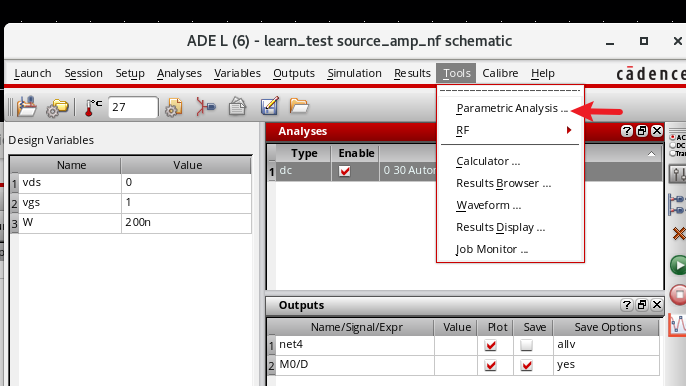 ADE L (6) - learn_test source_amp_nf schematic
Launch Session Setup Analyses Variables Outputs Simulation Results Tools Calibre Help
cādence
27
Parametric Analysis ...
RF
Calculator ...
Results Browser ...
Waveform ...
Results Display ...
Job Monitor ...
Design Variables
Name Value
1 vds 0
2 vgs 1
3 W 200n
Analyses
Type Enable
1 dc 0 30 Autor
Outputs
Name/Signal/Expr Value Plot Save Save Options
1 net4 allv
2 M0/D yes
AC
DC
Trans